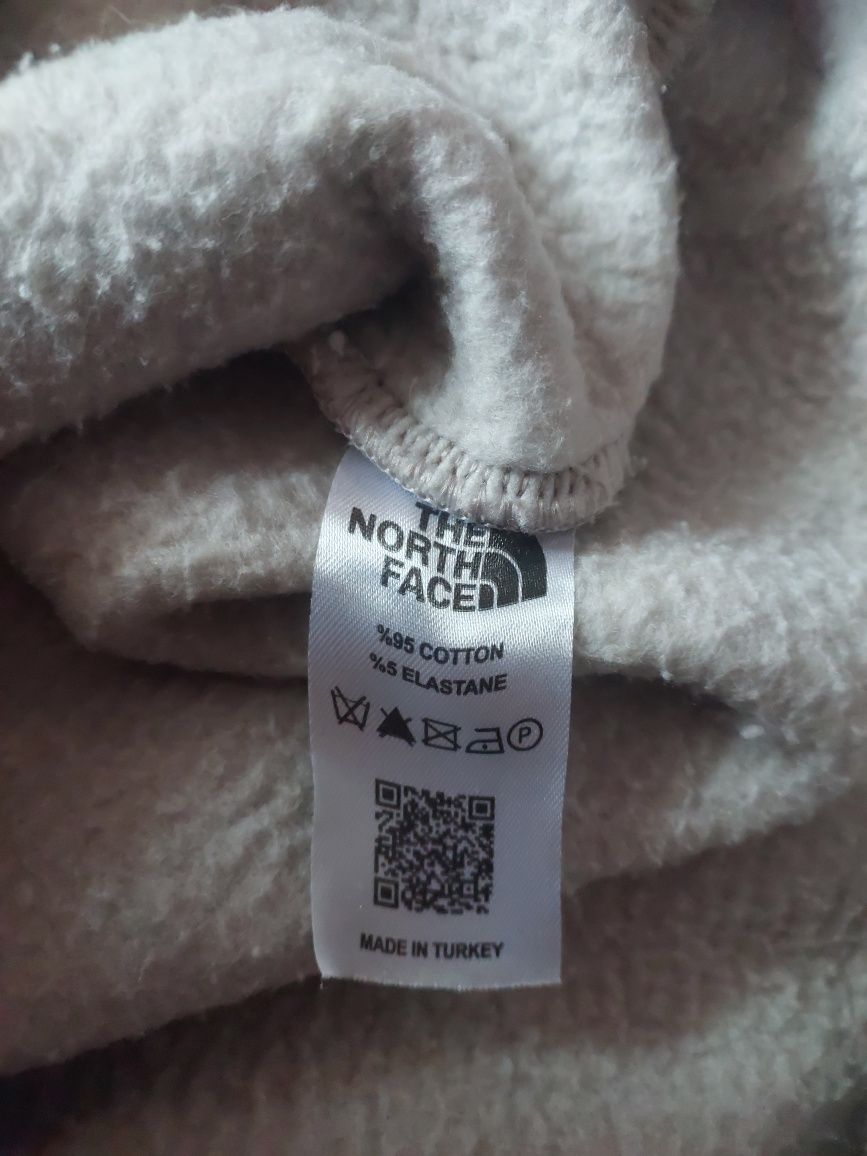 THE
NORTH
FACE
%95 COTTON
%5 ELASTANE
P
MADE IN TURKEY